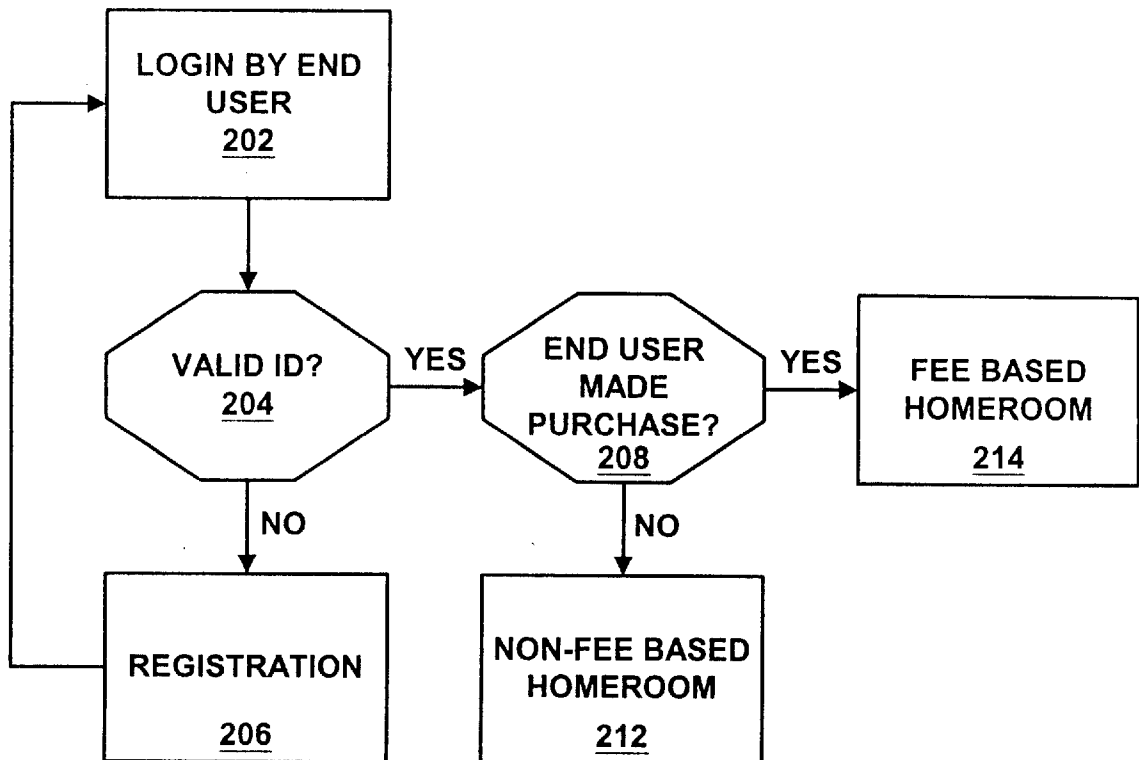 LOGIN BY END
USER
202
VALID ID?
204
YES
END USER
MADE
PURCHASE?
208
YES
FEE BASED
HOMEROOM
214
NO
NO
REGISTRATION
206
NON-FEE BASED
HOMEROOM
212